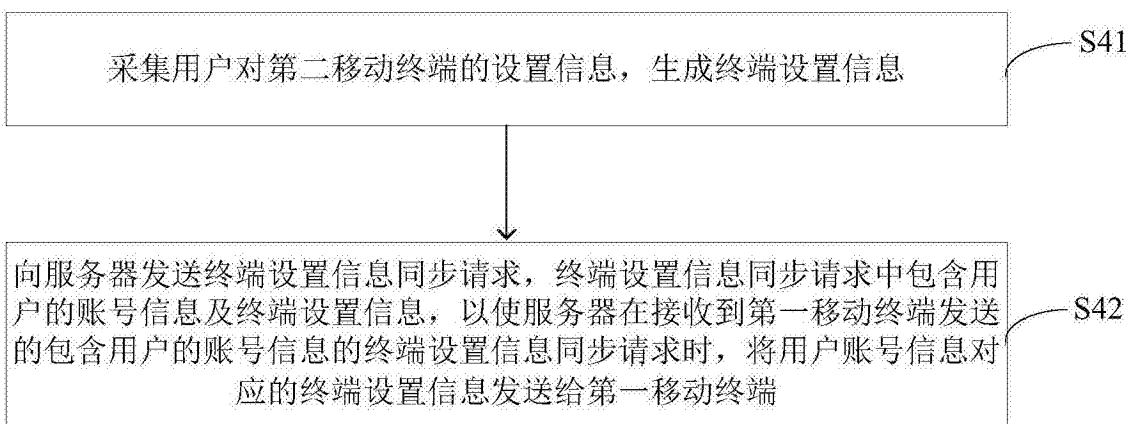 采集用户对第二移动终端的设置信息，生成终端设置信息
S41
向服务器发送终端设置信息同步请求，终端设置信息同步请求中包含用
户的账号信息及终端设置信息，以使服务器在接收到第一移动终端发送
的包含用户的账号信息的终端设置信息同步请求时，将用户账号信息对
应的终端设置信息发送给第一移动终端
S42